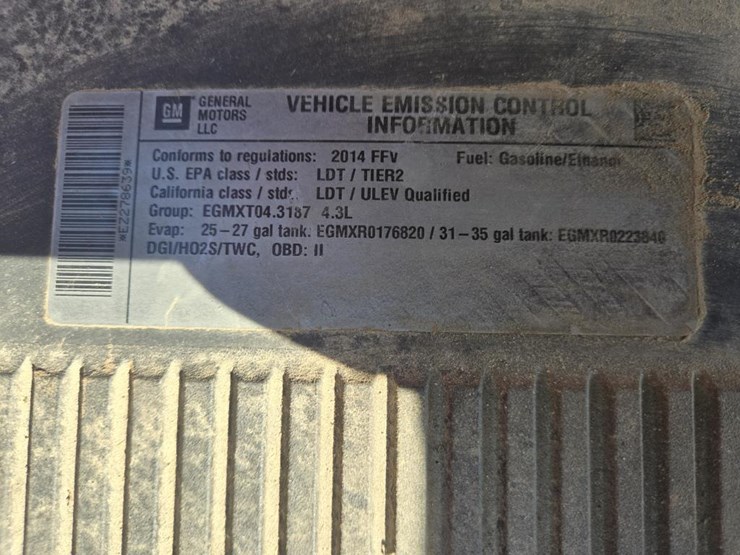 GM
GENERAL
MOTORS
LLC
VEHICLE EMISSION CONTROL
INFORMATION
Conforms to regulations: 2014 FFV
Fuel: Gasoline/Ethanol
U.S. EPA class / stds: LDT / TIER2
California class / stds: LDT / ULEV Qualified
Group: EGMXT04.3187 4.3L
Evap: 25-27 gal tank: EGMXR0176820 / 31-35 gal tank: EGMXR0223840
DGI/HO2S/TWC, OBD: II
*EZ278639*